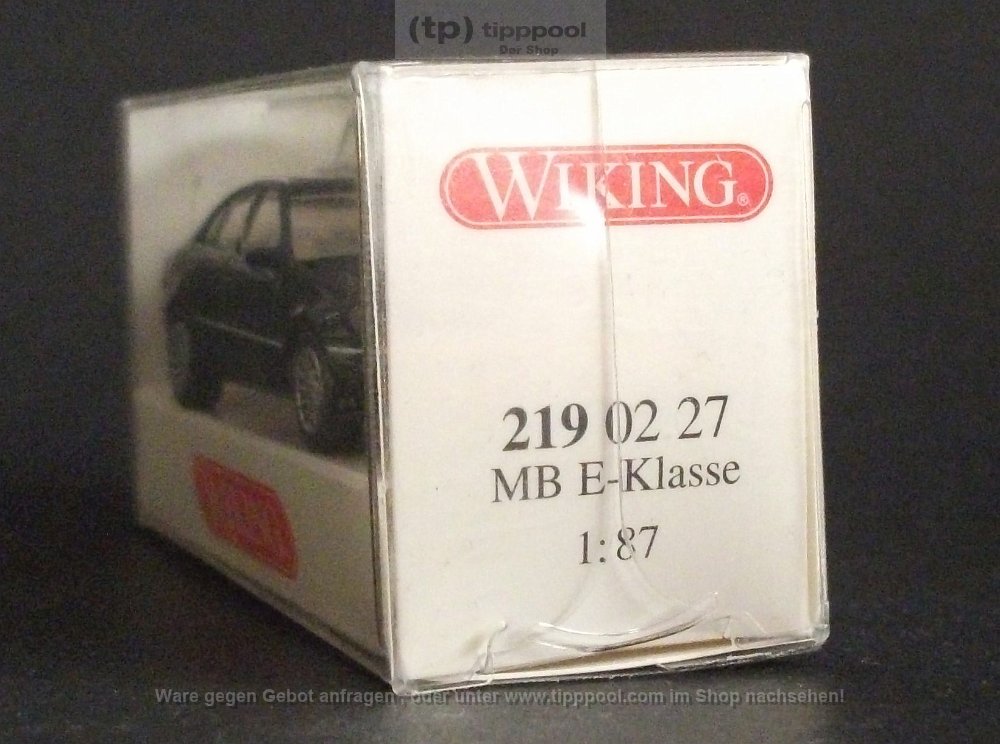 (tp) tipppool
Der Shop
WIKING®
219 02 27
MB E-Klasse
1:87
Ware gegen Gebot anfragen , oder unter www.tipppool.com im Shop nachsehen!